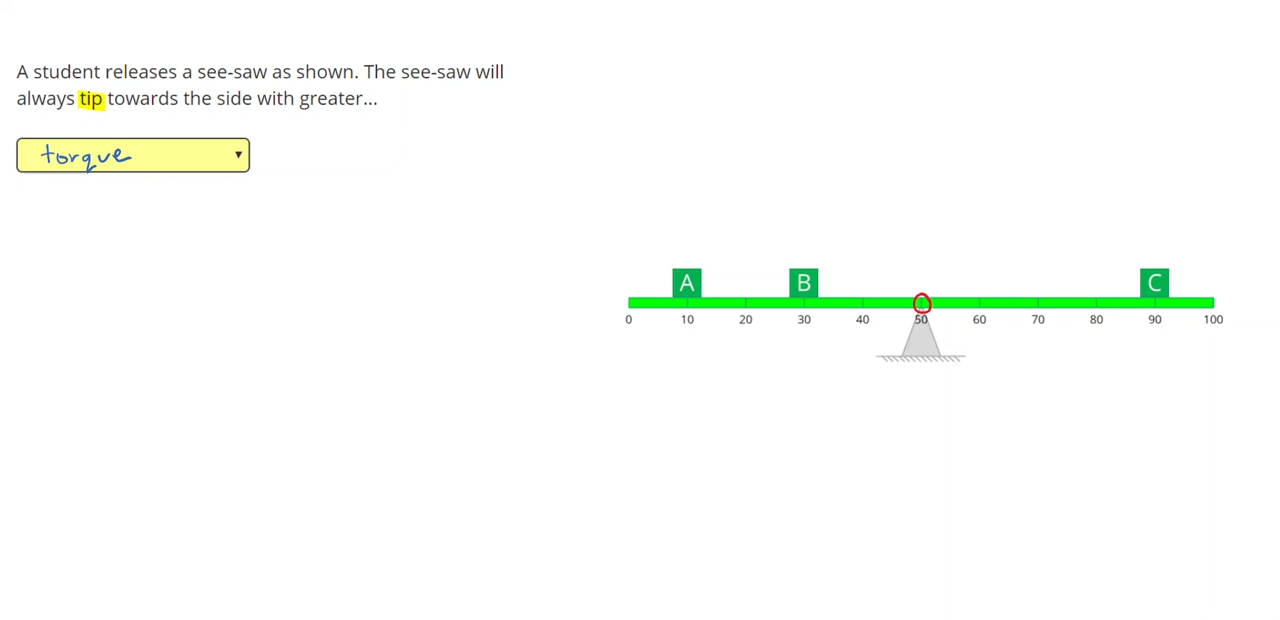 A student releases a see-saw as shown. The see-saw will
always tip towards the side with greater...
torque
A B C
0 10 20 30 40 50 60 70 80 90 100